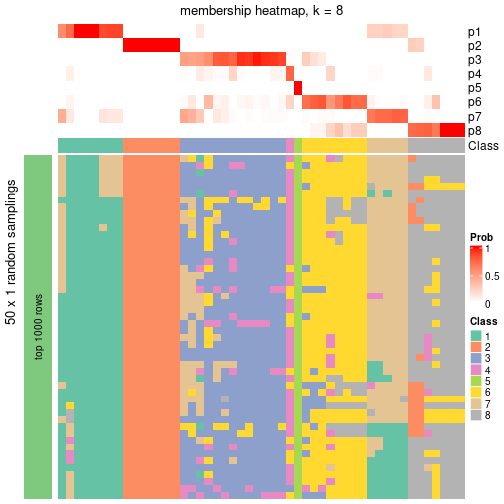 membership heatmap, k = 8
p1
p2
p3
p4
p5
p6
p7
p8
Class
50 x 1 random samplings
top 1000 rows
Prob
1
0.5
0
Class
1
2
3
4
5
6
7
8